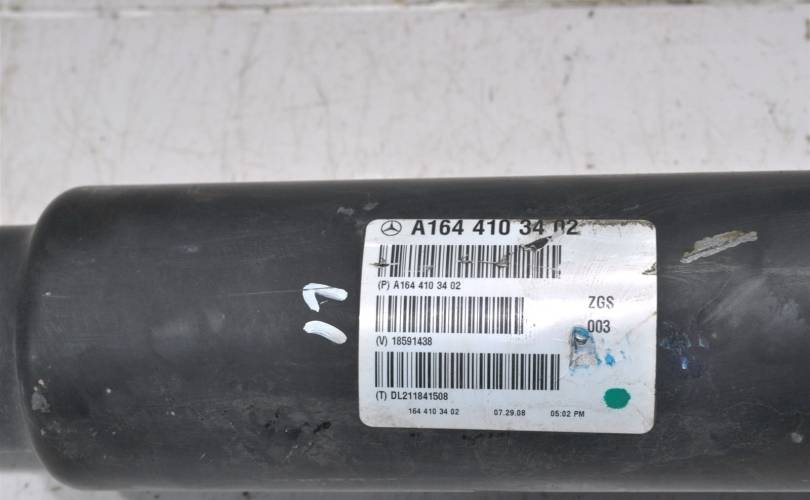 A164 410 34 02
(P) A164 410 34 02
ZGS
003
(V) 18591438
(T) DL211841508
164 410 34 02 07.29.08 05:02 PM